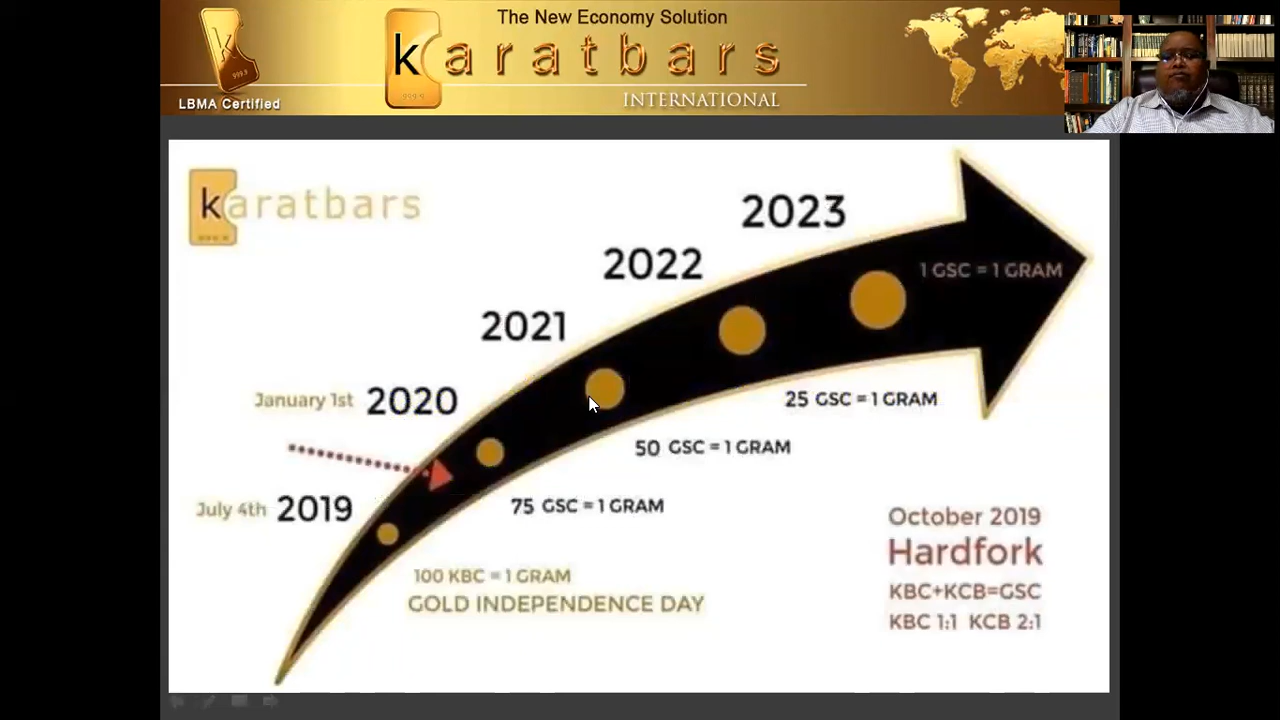 The New Economy Solution
karatbars
INTERNATIONAL
k
999.9
LBMA Certified
karatbars
2023
1 GSC = 1 GRAM
2022
2021
January 1st 2020
25 GSC = 1 GRAM
50 GSC = 1 GRAM
July 4th 2019
75 GSC = 1 GRAM
100 KBC = 1 GRAM
GOLD INDEPENDENCE DAY
October 2019
Hardfork
KBC+KCB=GSC
KBC 1:1 KCB 2:1